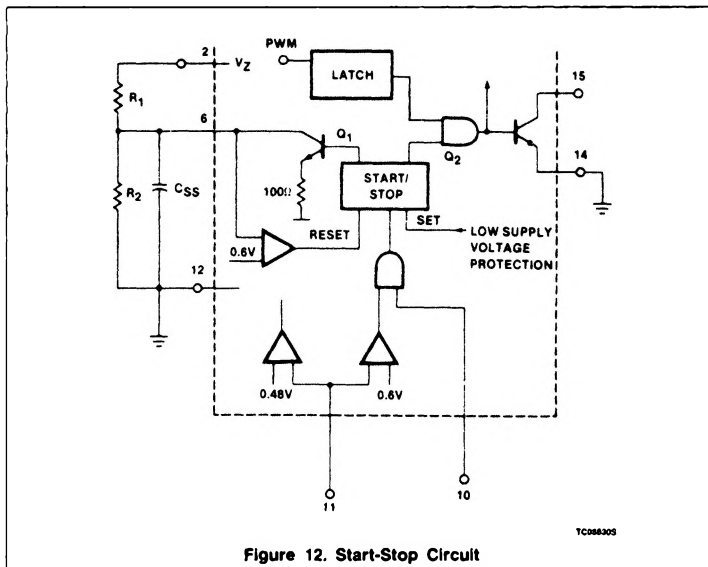 PWM
2
VZ
LATCH
15
R1
6
Q1
Q2
14
100Ω
START/
STOP
R2
CSS
SET
RESET
LOW SUPPLY
VOLTAGE
PROTECTION
0.6V
12
0.48V
0.6V
11
10
TC08630S
Figure 12. Start-Stop Circuit